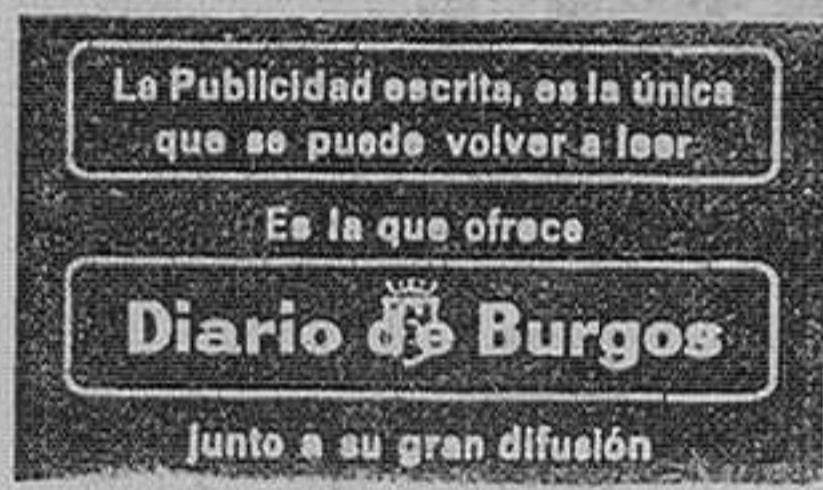 La Publicidad escrita, es la única
que se puede volver a leer
Es la que ofrece
Diario de Burgos
junto a su gran difusión